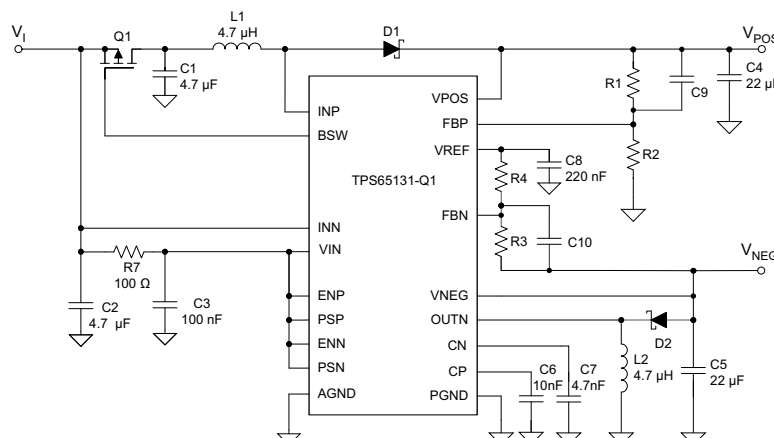 V_I
Q1
L1
4.7 µH
D1
V_POS
C1
4.7 µF
R1
C9
C4
22 µF
INP
VPOS
BSW
FBP
VREF
R2
TPS65131-Q1
R4
C8
220 nF
INN
FBN
VIN
R3
C10
R7
100 Ω
V_NEG
C2
4.7 µF
C3
100 nF
ENP
VNEG
PSP
OUTN
ENN
CN
D2
PSN
CP
C6
10nF
C7
4.7nF
L2
4.7 µH
C5
22 µF
AGND
PGND